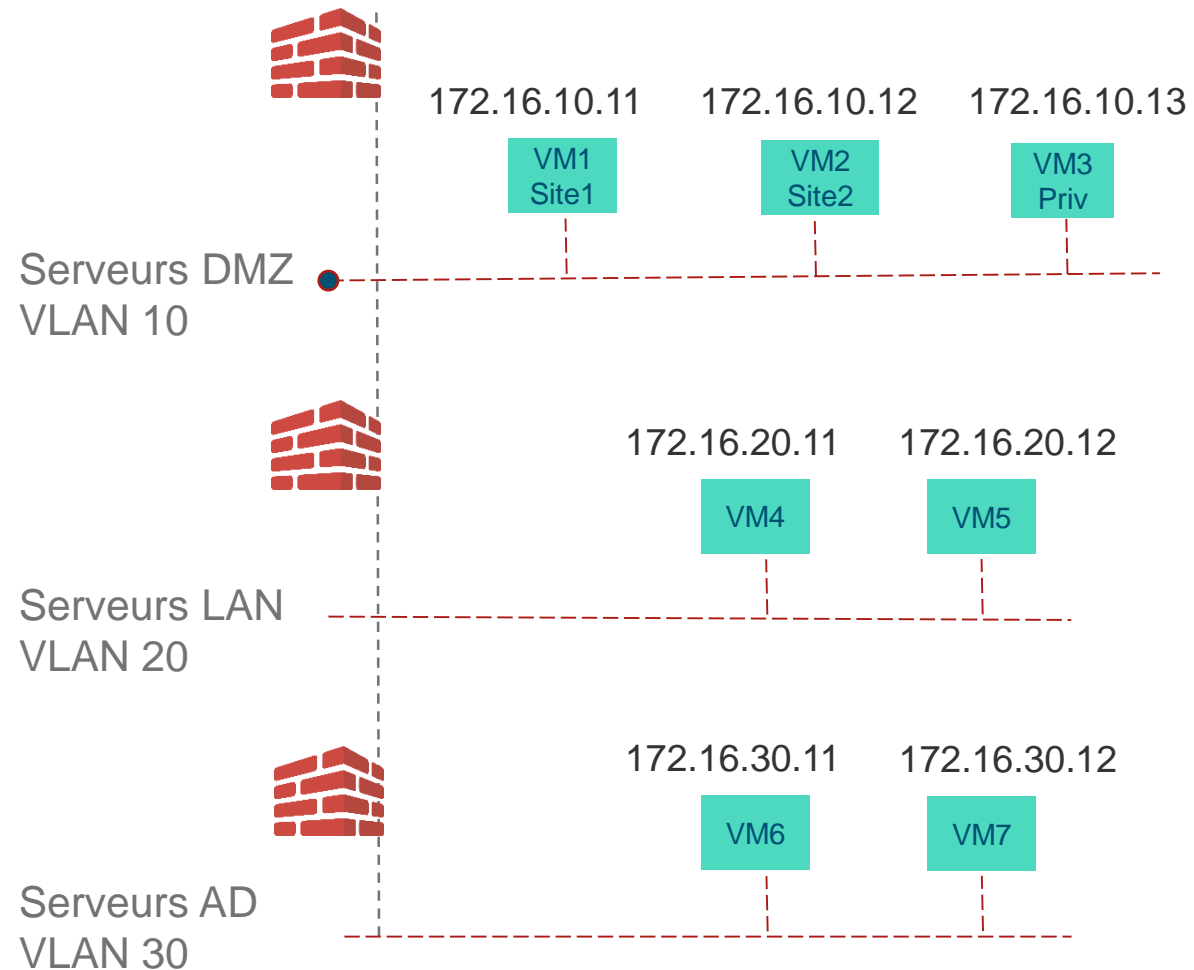 172.16.10.11
172.16.10.12
172.16.10.13
VM1
Site1
VM2
Site2
VM3
Priv
Serveurs DMZ
VLAN 10
172.16.20.11
172.16.20.12
VM4
VM5
Serveurs LAN
VLAN 20
172.16.30.11
172.16.30.12
VM6
VM7
Serveurs AD
VLAN 30